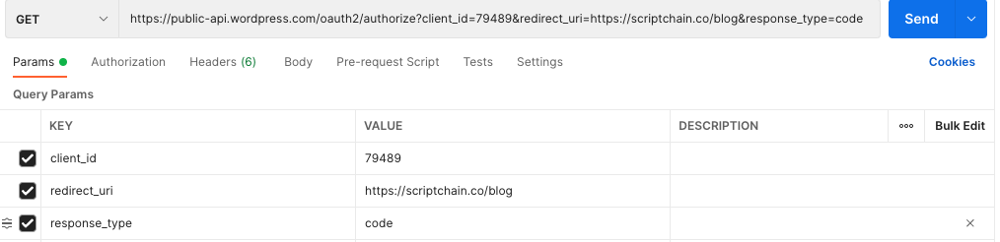 GET https://public-api.wordpress.com/oauth2/authorize?client_id=79489&redirect_uri=https://scriptchain.co/blog&response_type=code Send
Params Authorization Headers (6) Body Pre-request Script Tests Settings Cookies
Query Params
KEY VALUE DESCRIPTION Bulk Edit
client_id 79489
redirect_uri https://scriptchain.co/blog
response_type code